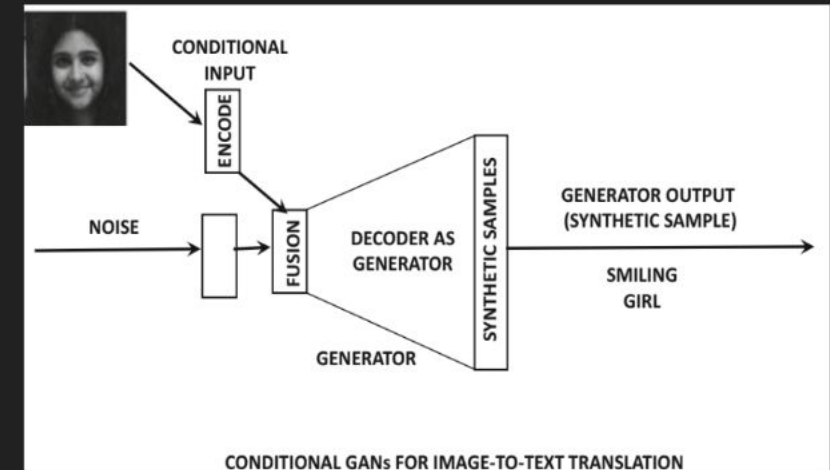 CONDITIONAL
INPUT
ENCODE
NOISE
FUSION
DECODER AS
GENERATOR
GENERATOR
SYNTHETIC SAMPLES
GENERATOR OUTPUT
(SYNTHETIC SAMPLE)
SMILING
GIRL
CONDITIONAL GANs FOR IMAGE-TO-TEXT TRANSLATION